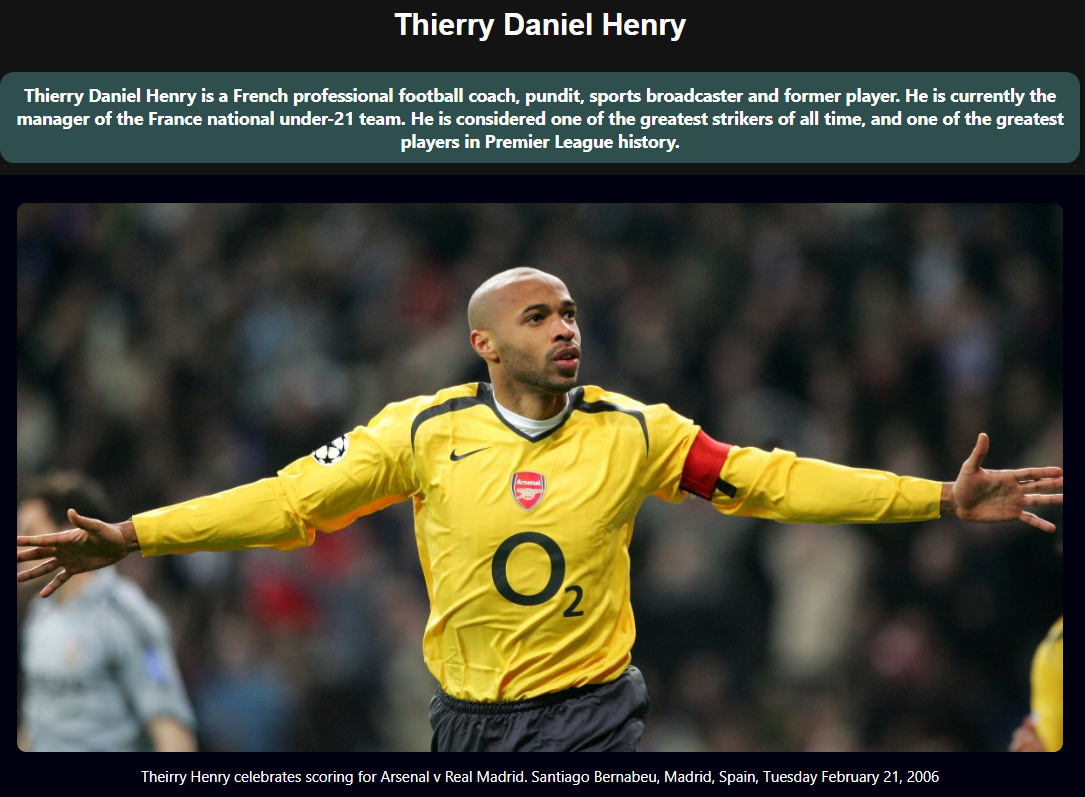 Thierry Daniel Henry
Thierry Daniel Henry is a French professional football coach, pundit, sports broadcaster and former player. He is currently the
manager of the France national under-21 team. He is considered one of the greatest strikers of all time, and one of the greatest
players in Premier League history.
Arsenal
O2
Theirry Henry celebrates scoring for Arsenal v Real Madrid. Santiago Bernabeu, Madrid, Spain, Tuesday February 21, 2006